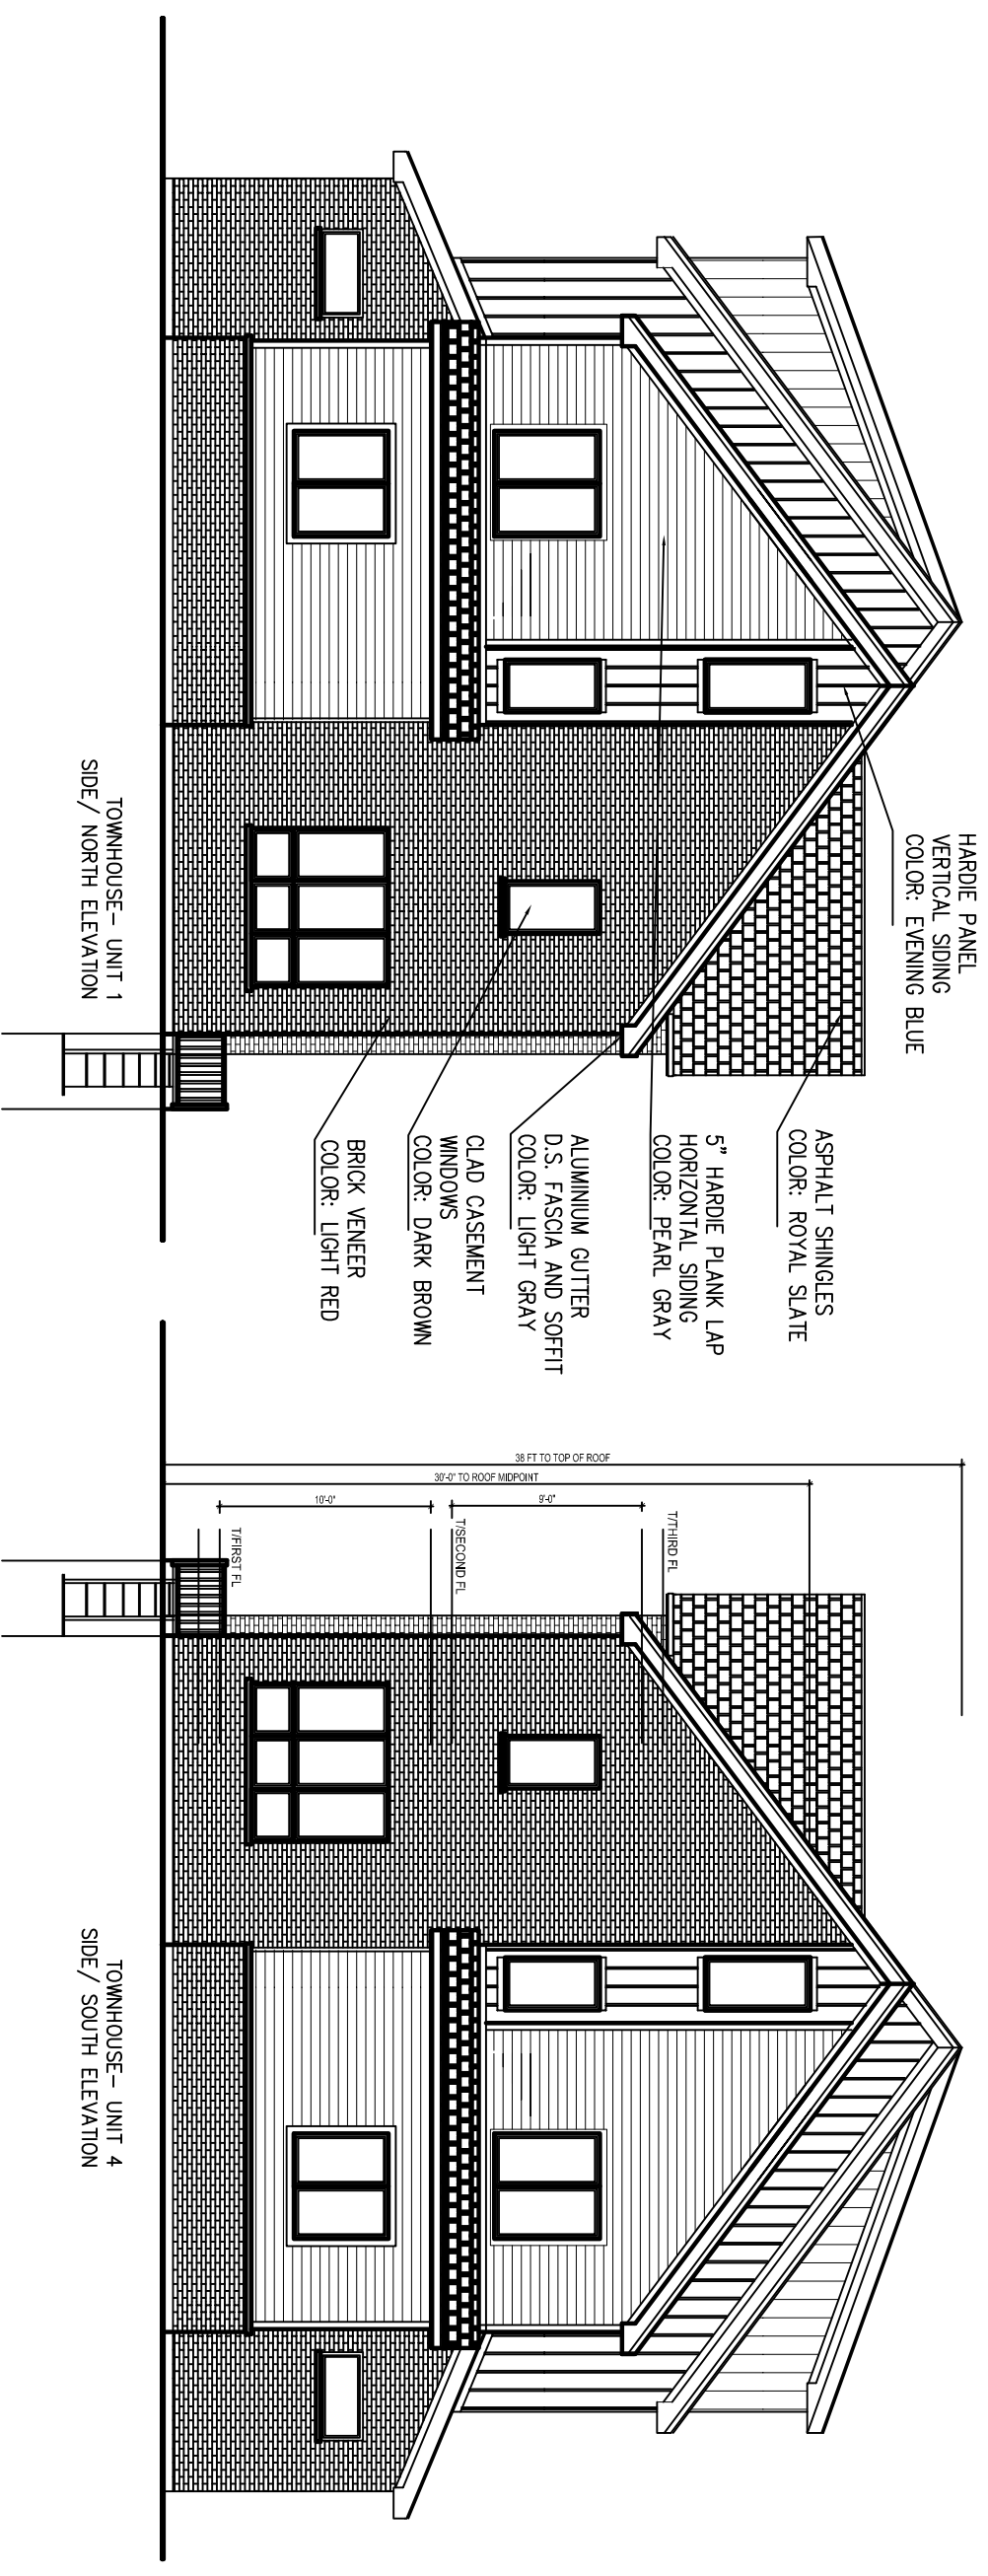 HARDIE PANEL
VERTICAL SIDING
COLOR: EVENING BLUE
ASPHALT SHINGLES
COLOR: ROYAL SLATE
5" HARDIE PLANK LAP
HORIZONTAL SIDING
COLOR: PEARL GRAY
ALUMINIUM GUTTER
D.S. FASCIA AND SOFFIT
COLOR: LIGHT GRAY
CLAD CASEMENT
WINDOWS
COLOR: DARK BROWN
BRICK VENEER
COLOR: LIGHT RED
TOWNHOUSE- UNIT 1
SIDE/ NORTH ELEVATION
38 FT TO TOP OF ROOF
30'-0" TO ROOF MIDPOINT
T/THIRD FL
9'-0"
T/SECOND FL
10'-0"
T/FIRST FL
TOWNHOUSE- UNIT 4
SIDE/ SOUTH ELEVATION